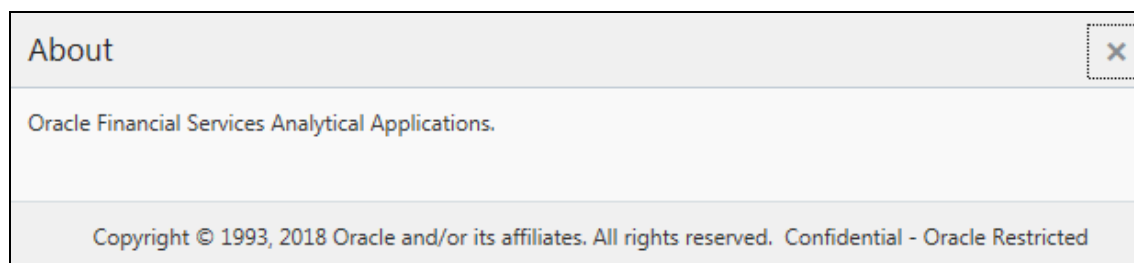 About
Oracle Financial Services Analytical Applications.
Copyright © 1993, 2018 Oracle and/or its affiliates. All rights reserved.  Confidential - Oracle Restricted